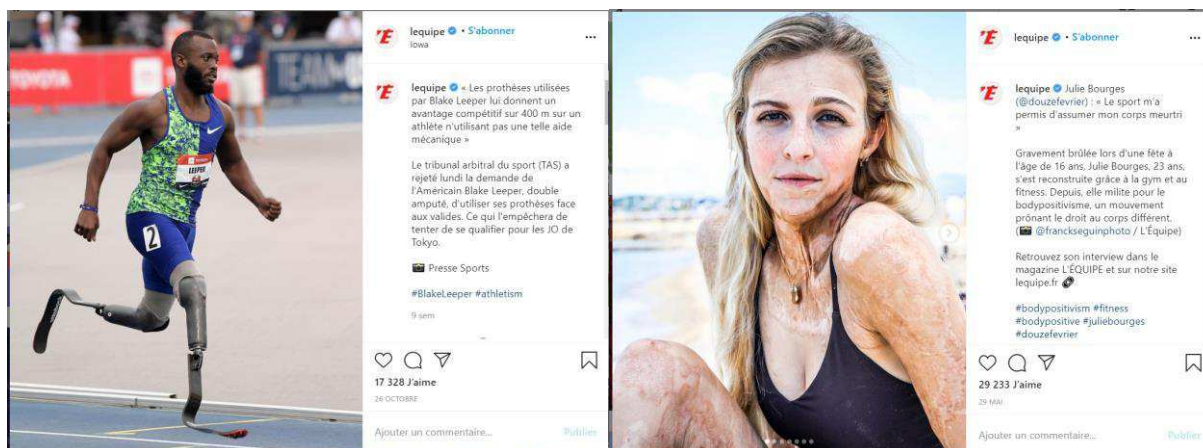 TOYOTA
TEAM
TOYOTA
LEEPER
2
lequipe • S'abonner
Iowa
lequipe « Les prothèses utilisées
par Blake Leeper lui donnent un
avantage compétitif sur 400 m sur un
athlète n'utilisant pas une telle aide
mécanique »
Le tribunal arbitral du sport (TAS) a
rejeté lundi la demande de
l'Américain Blake Leeper, double
amputé, d'utiliser ses prothèses face
aux valides. Ce qui l'empêchera de
tenter de se qualifier pour les JO de
Tokyo.
📷 Presse Sports
#BlakeLeeper #athletism
9 sem
17 328 J'aime
26 OCTOBRE
Ajouter un commentaire... Publier
lequipe • S'abonner
lequipe Julie Bourges
(@douzefevrier) : « Le sport m'a
permis d'assumer mon corps meurtri
»
Gravement brûlée lors d'une fête à
l'âge de 16 ans, Julie Bourges, 23 ans,
s'est reconstruite grâce à la gym et au
fitness. Depuis, elle milite pour le
bodypositivisme, un mouvement
prônant le droit au corps différent.
(📷 @franckseguinphoto / L'Équipe)
Retrouvez son interview dans le
magazine L'ÉQUIPE et sur notre site
lequipe.fr
#bodypositivism #fitness
#bodypositive #juliebourges
#douzefevrier
29 233 J'aime
29 MAI
Ajouter un commentaire... Publier